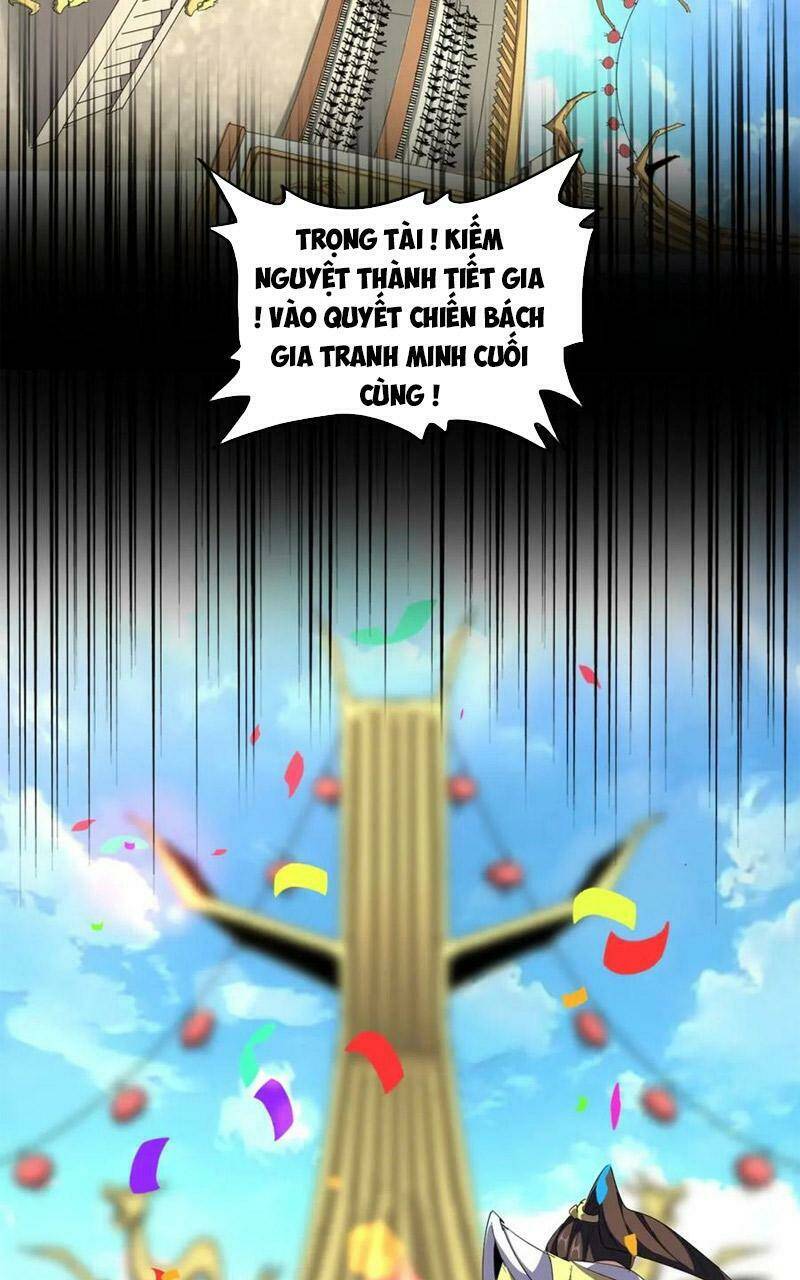 TRỌNG TÀI ! KIẾM
NGUYỆT THÀNH TIẾT GIA
! VÀO QUYẾT CHIẾN BÁCH
GIA TRANH MINH CUỐI
CÙNG !